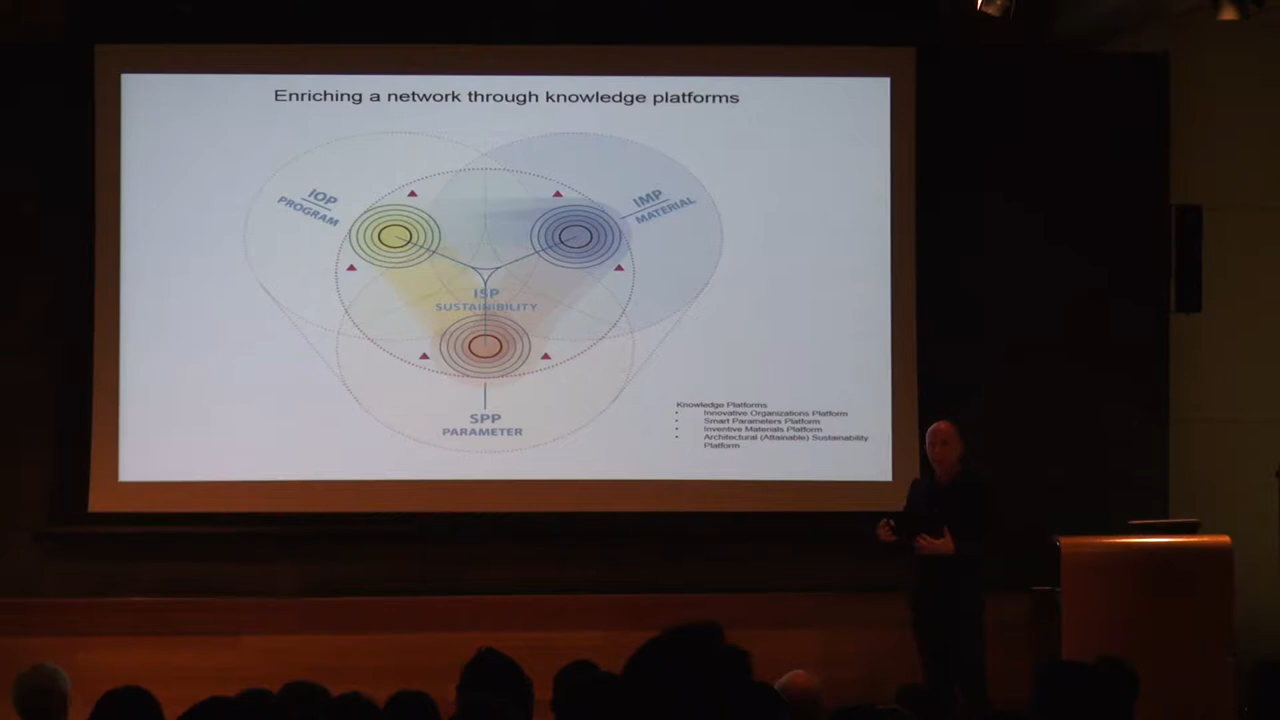 Enriching a network through knowledge platforms
IOP
PROGRAM
IMP
MATERIAL
ISP
SUSTAINIBILITY
SPP
PARAMETER
Knowledge Platforms
• Innovative Organizations Platform
• Smart Parameters Platform
• Inventive Materials Platform
• Architectural (Attainable) Sustainability
Platform